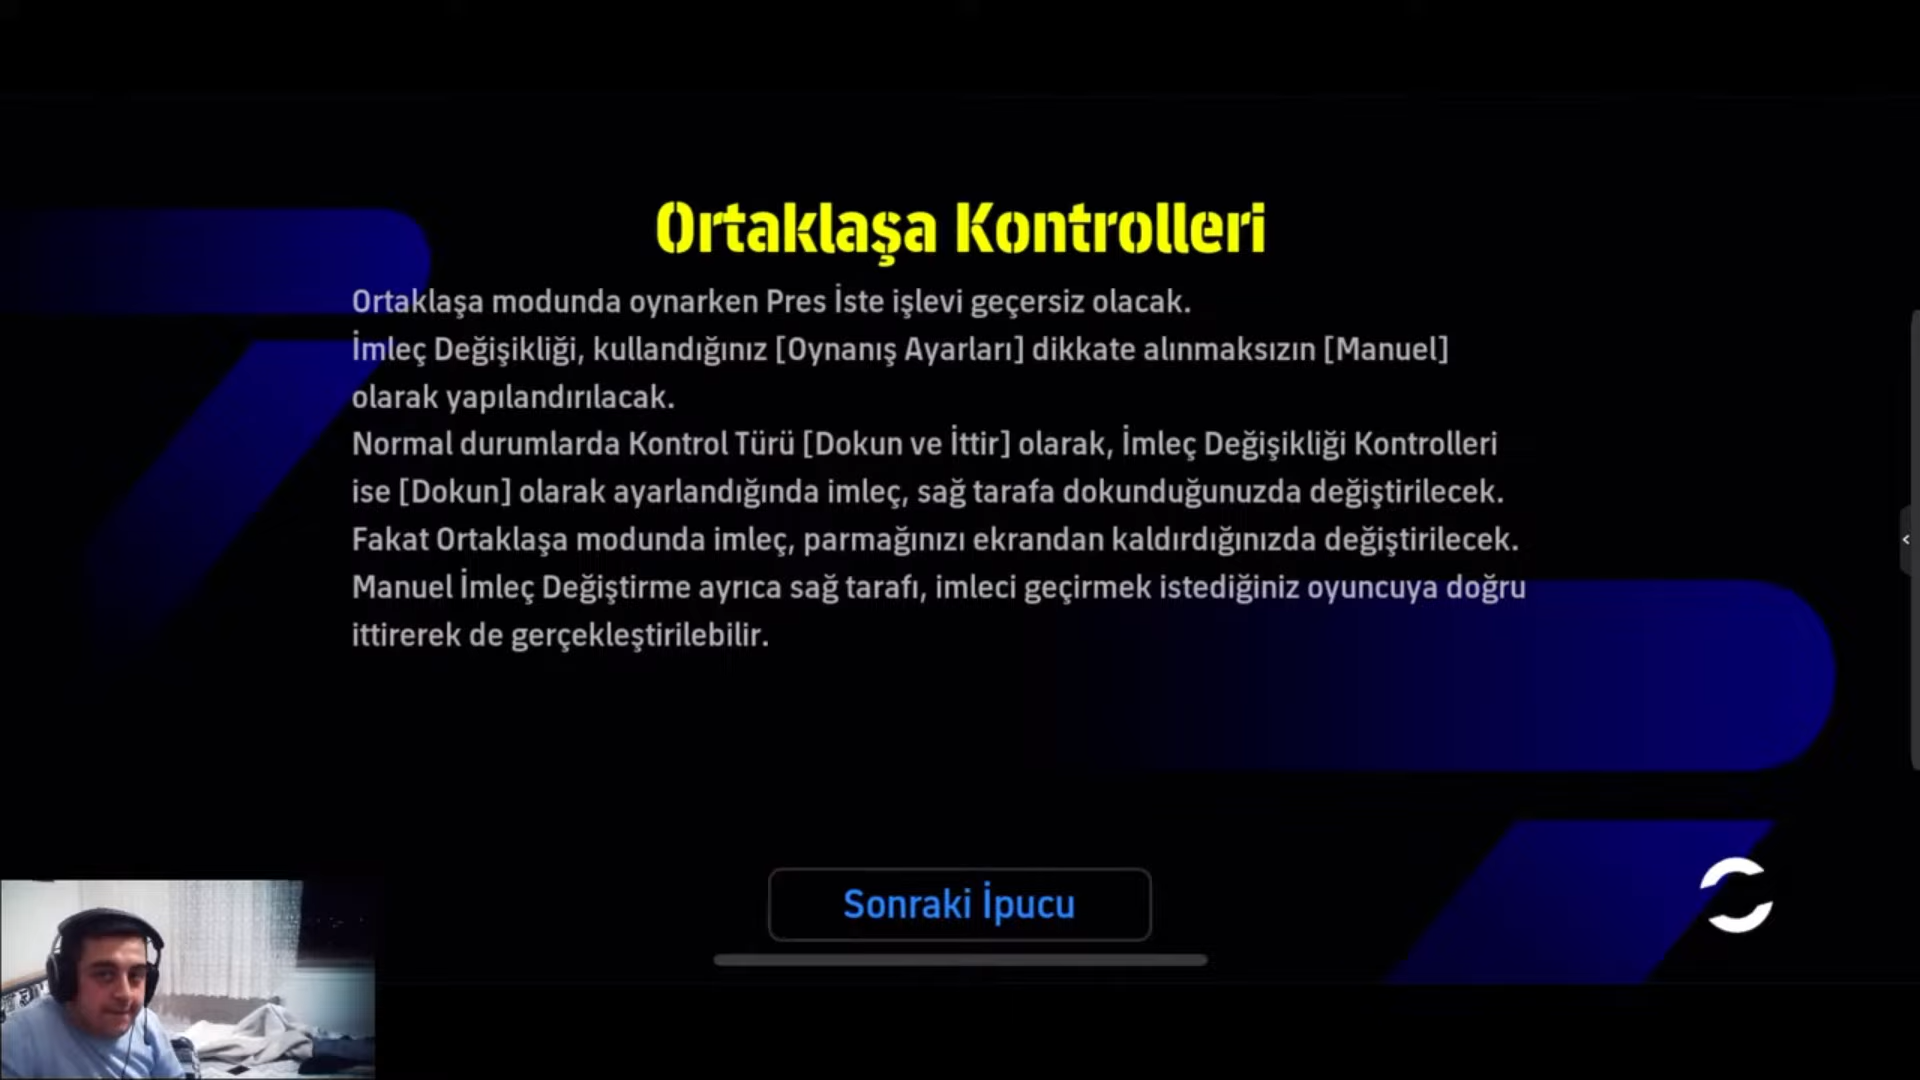 Ortaklaşa Kontrolleri
Ortaklaşa modunda oynarken Pres İste işlevi geçersiz olacak.
İmleç Değişikliği, kullandığınız [Oynanış Ayarları] dikkate alınmaksızın [Manuel]
olarak yapılandırılacak.
Normal durumlarda Kontrol Türü [Dokun ve İttir] olarak, İmleç Değişikliği Kontrolleri
ise [Dokun] olarak ayarlandığında imleç, sağ tarafa dokunduğunuzda değiştirilecek.
Fakat Ortaklaşa modunda imleç, parmağınızı ekrandan kaldırdığınızda değiştirilecek.
Manuel İmleç Değiştirme ayrıca sağ tarafı, imleci geçirmek istediğiniz oyuncuya doğru
ittirerek de gerçekleştirilebilir.
Sonraki İpucu